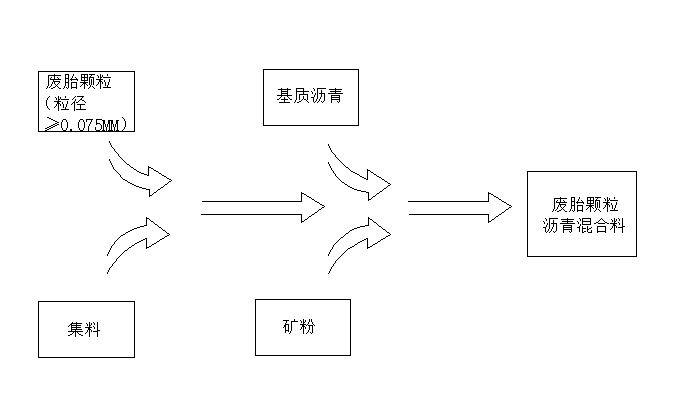 废胎颗粒
（粒径
≥0.075MM）
基质沥青
废胎颗粒
沥青混合料
集料
矿粉